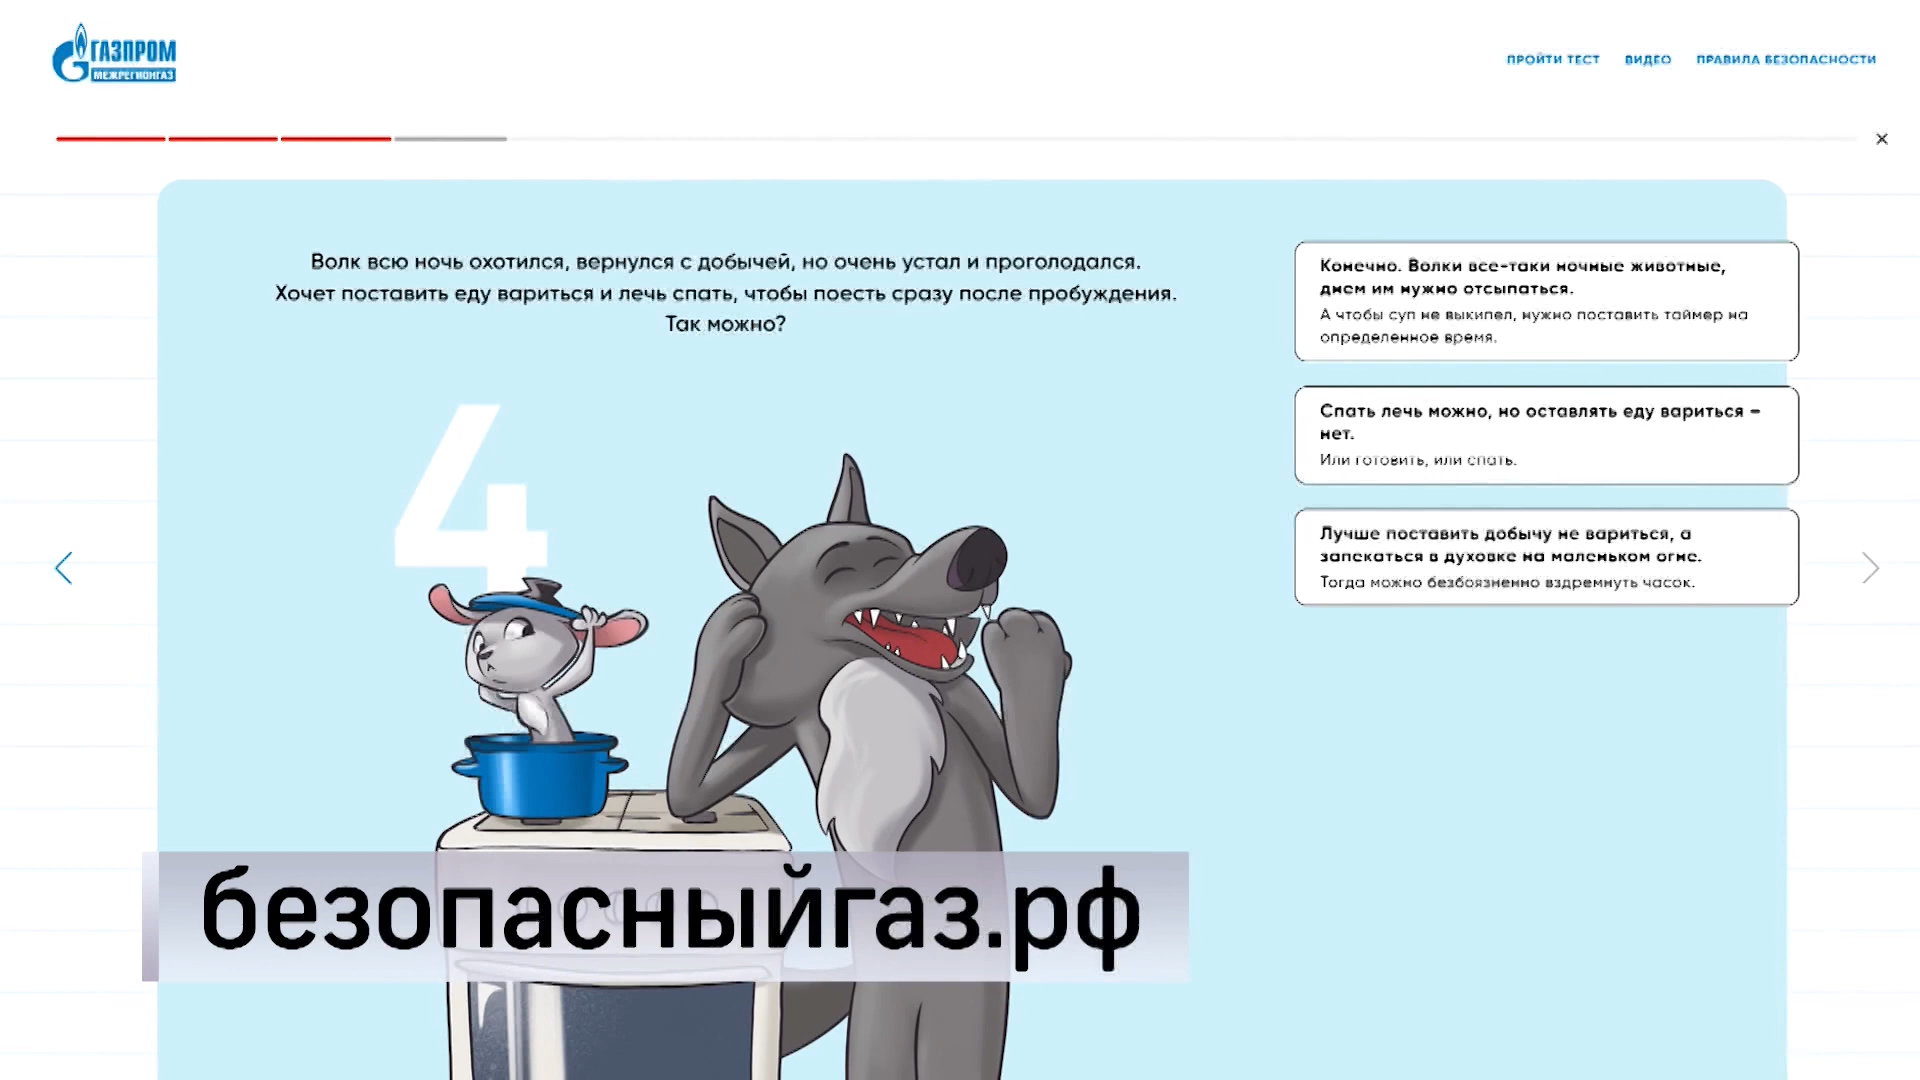 ГАЗПРОМ
МЕЖРЕГИОНГАЗ
ПРОЙТИ ТЕСТ ВИДЕО ПРАВИЛА БЕЗОПАСНОСТИ
Волк всю ночь охотился, вернулся с добычей, но очень устал и проголодался.
Хочет поставить еду вариться и лечь спать, чтобы поесть сразу после пробуждения.
Так можно?
4
Конечно. Волки все-таки ночные животные,
днем им нужно отсыпаться.
А чтобы суп не выкипел, нужно поставить таймер на
определенное время.
Спать лечь можно, но оставлять еду вариться –
нет.
Или готовить, или спать.
Лучше поставить добычу не вариться, а
запекаться в духовке на маленьком огне.
Тогда можно безбоязненно вздремнуть часок.
безопасныйгаз.рф